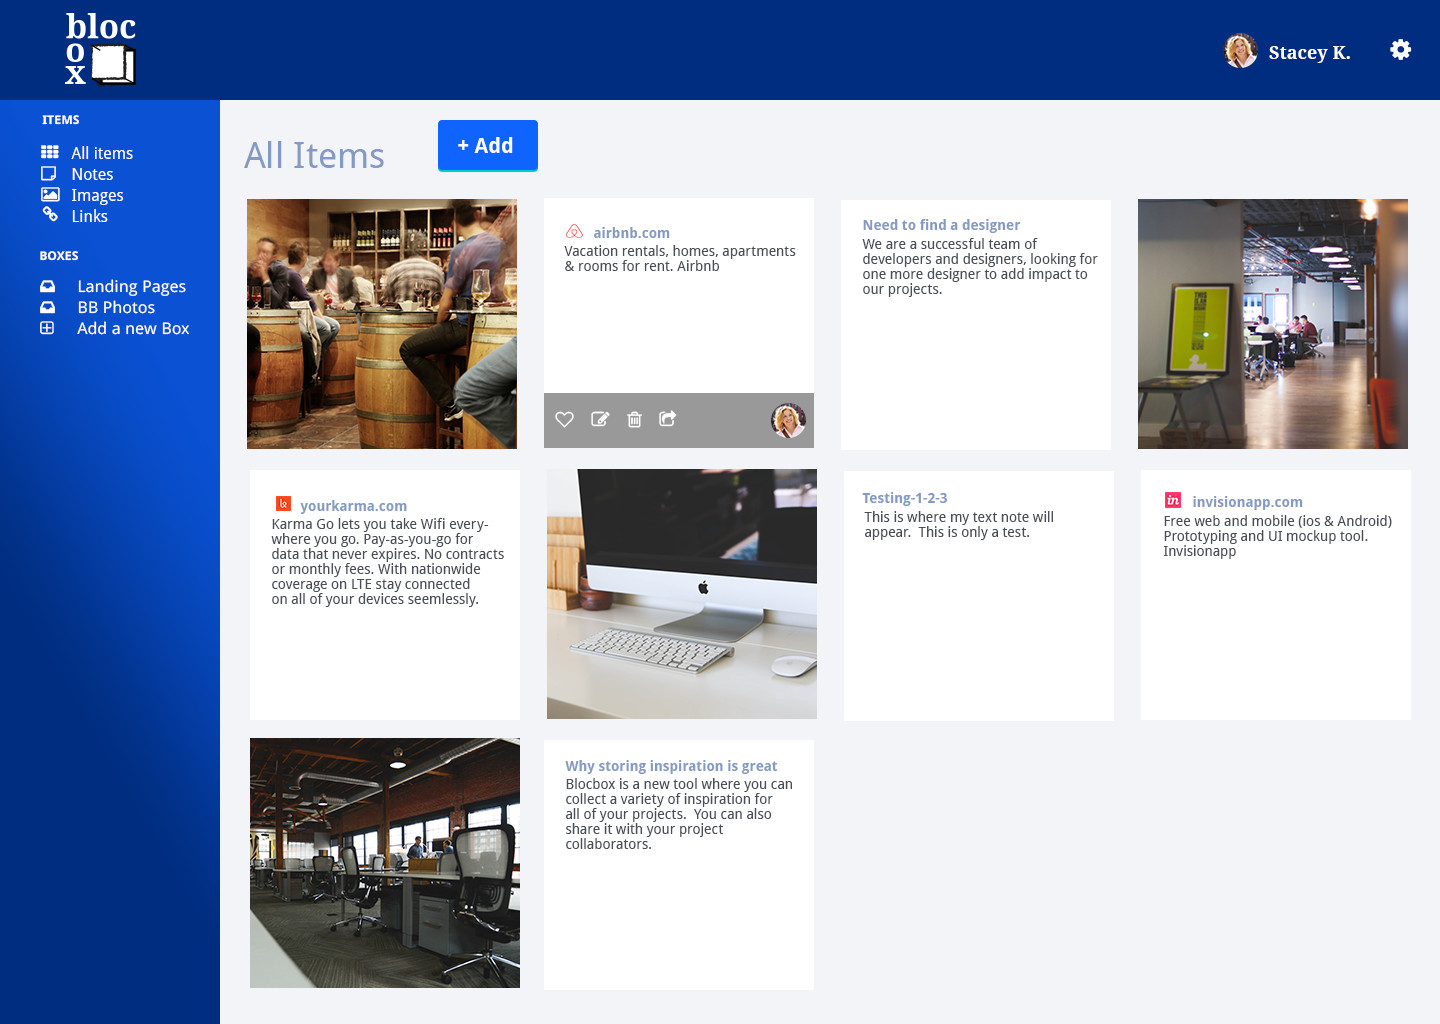 bloc
o
x
Stacey K.
ITEMS
All items
Notes
Images
Links
BOXES
Landing Pages
BB Photos
Add a new Box
All Items
+ Add
airbnb.com
Vacation rentals, homes, apartments
& rooms for rent. Airbnb
Need to find a designer
We are a successful team of
developers and designers, looking for
one more designer to add impact to
our projects.
THIS
IS AN
yourkarma.com
Karma Go lets you take Wifi every-
where you go. Pay-as-you-go for
data that never expires. No contracts
or monthly fees. With nationwide
coverage on LTE stay connected
on all of your devices seemlessly.
Testing-1-2-3
This is where my text note will
appear.  This is only a test.
in
invisionapp.com
Free web and mobile (ios & Android)
Prototyping and UI mockup tool.
Invisionapp
Why storing inspiration is great
Blocbox is a new tool where you can
collect a variety of inspiration for
all of your projects.  You can also
share it with your project
collaborators.